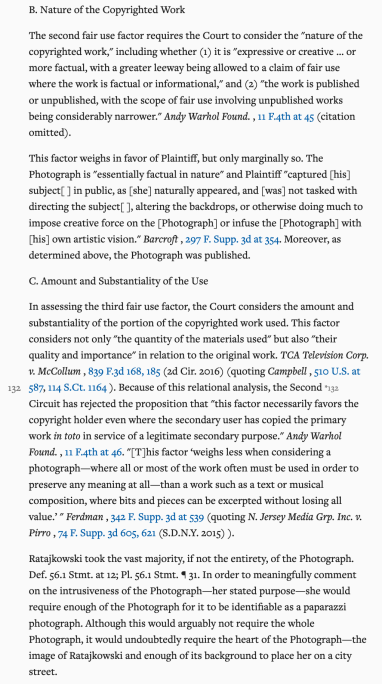 B. Nature of the Copyrighted Work
The second fair use factor requires the Court to consider the "nature of the
copyrighted work," including whether (1) it is "expressive or creative ... or
more factual, with a greater leeway being allowed to a claim of fair use
where the work is factual or informational," and (2) "the work is published
or unpublished, with the scope of fair use involving unpublished works
being considerably narrower." Andy Warhol Found. , 11 F.4th at 45 (citation
omitted).
This factor weighs in favor of Plaintiff, but only marginally so. The
Photograph is "essentially factual in nature" and Plaintiff "captured [his]
subject[ ] in public, as [she] naturally appeared, and [was] not tasked with
directing the subject[ ], altering the backdrops, or otherwise doing much to
impose creative force on the [Photograph] or infuse the [Photograph] with
[his] own artistic vision." Barcroft , 297 F. Supp. 3d at 354. Moreover, as
determined above, the Photograph was published.
C. Amount and Substantiality of the Use
In assessing the third fair use factor, the Court considers the amount and
substantiality of the portion of the copyrighted work used. This factor
considers not only "the quantity of the materials used" but also "their
quality and importance" in relation to the original work. TCA Television Corp.
v. McCollum , 839 F.3d 168, 185 (2d Cir. 2016) (quoting Campbell , 510 U.S. at
132 587, 114 S.Ct. 1164 ). Because of this relational analysis, the Second *132
Circuit has rejected the proposition that "this factor necessarily favors the
copyright holder even where the secondary user has copied the primary
work in toto in service of a legitimate secondary purpose." Andy Warhol
Found. , 11 F.4th at 46. "[T]his factor ‘weighs less when considering a
photograph—where all or most of the work often must be used in order to
preserve any meaning at all—than a work such as a text or musical
composition, where bits and pieces can be excerpted without losing all
value.’ " Ferdman , 342 F. Supp. 3d at 539 (quoting N. Jersey Media Grp. Inc. v.
Pirro , 74 F. Supp. 3d 605, 621 (S.D.N.Y. 2015) ).
Ratajkowski took the vast majority, if not the entirety, of the Photograph.
Def. 56.1 Stmt. at 12; Pl. 56.1 Stmt. ¶ 31. In order to meaningfully comment
on the intrusiveness of the Photograph—her stated purpose—she would
require enough of the Photograph for it to be identifiable as a paparazzi
photograph. Although this would arguably not require the whole
Photograph, it would undoubtedly require the heart of the Photograph—the
image of Ratajkowski and enough of its background to place her on a city
street.